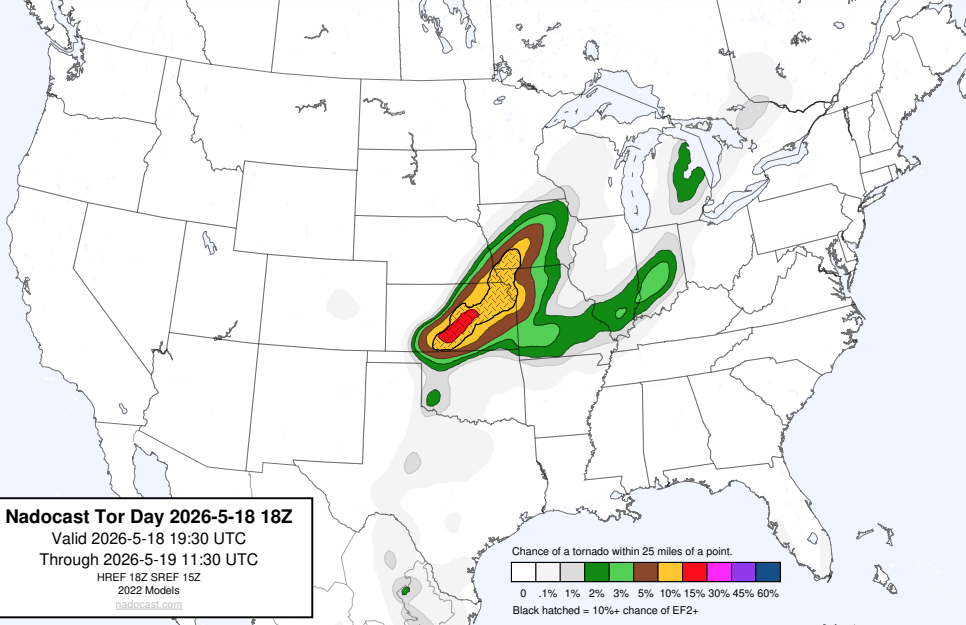 Nadocast Tor Day 2026-5-18 18Z
Valid 2026-5-18 19:30 UTC
Through 2026-5-19 11:30 UTC
HREF 18Z SREF 15Z
2022 Models
nadocast.com
Chance of a tornado within 25 miles of a point.
0 .1% 1% 2% 3% 5% 10% 15% 30% 45% 60%
Black hatched = 10%+ chance of EF2+